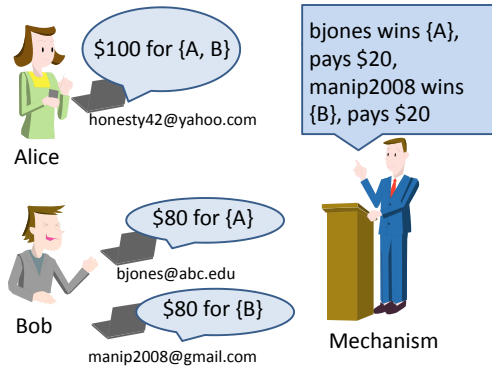 $100 for {A, B}
honesty42@yahoo.com
Alice
$80 for {A}
bjones@abc.edu
Bob
$80 for {B}
manip2008@gmail.com
bjones wins {A},
pays $20,
manip2008 wins
{B}, pays $20
Mechanism